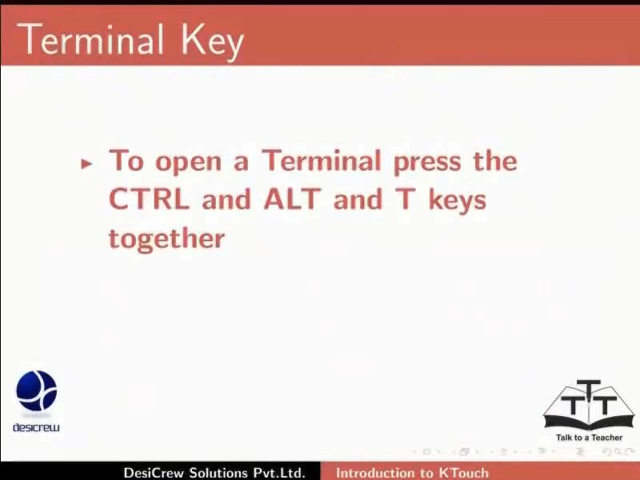 Terminal Key
To open a Terminal press the
CTRL and ALT and T keys
together
desicrew
T T T
Talk to a Teacher
DesiCrew Solutions Pvt.Ltd.
Introduction to KTouch